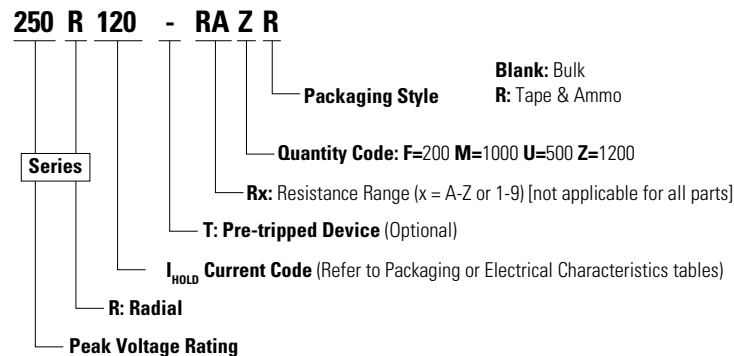 250 R 120 - RA Z R
Blank: Bulk
Packaging Style R: Tape & Ammo
Quantity Code: F=200 M=1000 U=500 Z=1200
Series
Rx: Resistance Range (x = A-Z or 1-9) [not applicable for all parts]
T: Pre-tripped Device (Optional)
IHOLD Current Code (Refer to Packaging or Electrical Characteristics tables)
R: Radial
Peak Voltage Rating